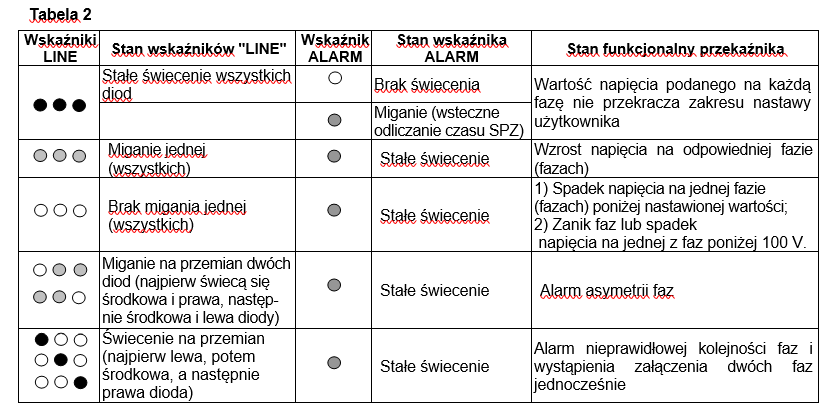 Tabela 2
Wskaźniki LINE
Stan wskaźników "LINE"
Wskaźnik ALARM
Stan wskaźnika ALARM
Stan funkcjonalny przekaźnika
Stałe świecenie wszystkich
diod
Brak świecenia
Miganie (wsteczne
odliczanie czasu SPZ)
Wartość napięcia podanego na każdą
fazę nie przekracza zakresu nastawy
użytkownika
Miganie jednej
(wszystkich)
Stałe świecenie
Wzrost napięcia na odpowiedniej fazie
(fazach)
Brak migania jednej
(wszystkich)
Stałe świecenie
1) Spadek napięcia na jednej fazie
(fazach) poniżej nastawionej wartości;
2) Zanik faz lub spadek
napięcia na jednej z faz poniżej 100 V.
Miganie na przemian dwóch
diod (najpierw świecą się
środkowa i prawa, następ-
nie środkowa i lewa diody)
Stałe świecenie
Alarm asymetrii faz
Świecenie na przemian
(najpierw lewa, potem
środkowa, a następnie
prawa dioda)
Stałe świecenie
Alarm nieprawidłowej kolejności faz i
wystąpienia załączenia dwóch faz
jednocześnie